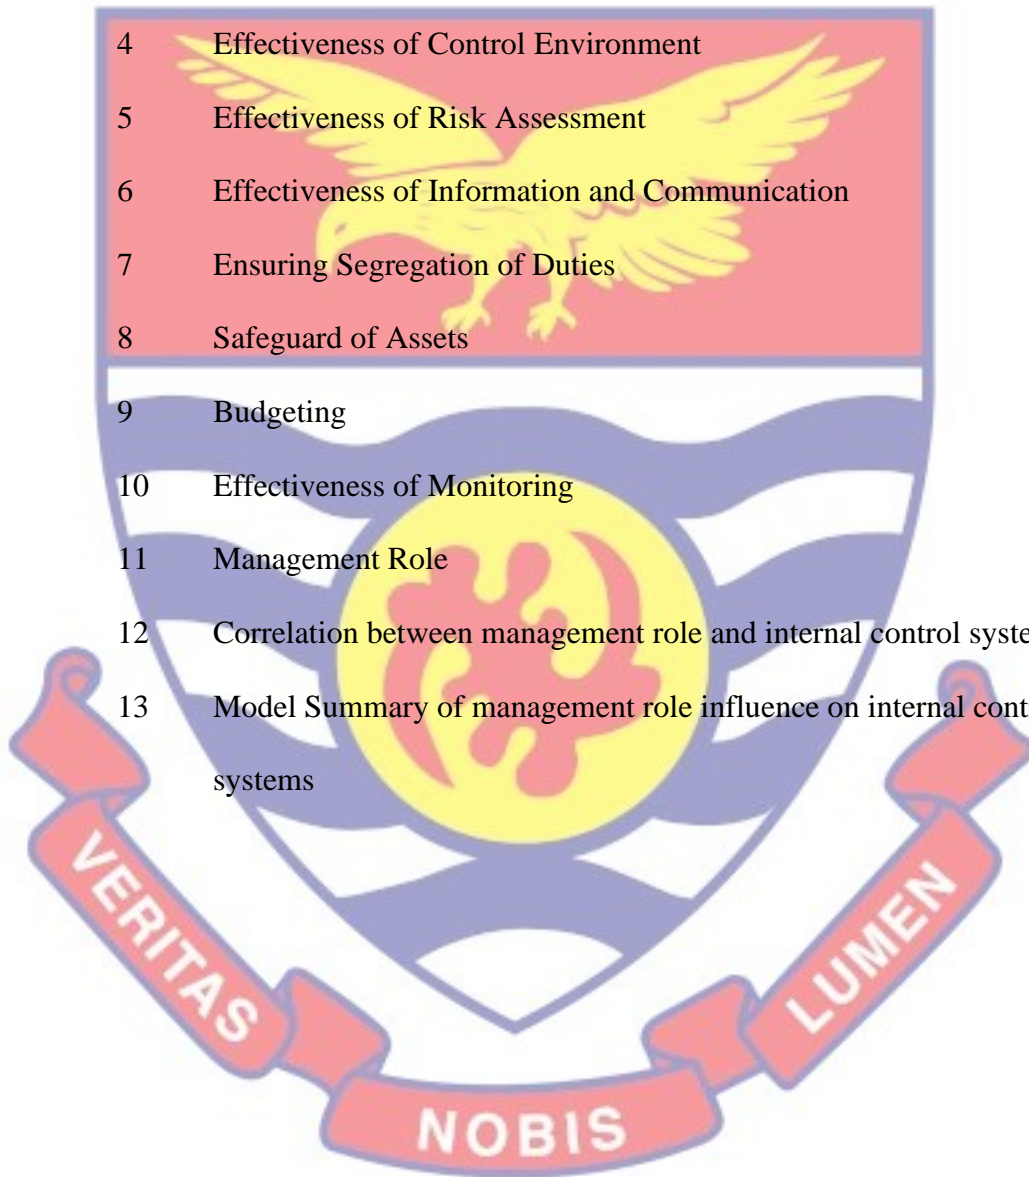 4 Effectiveness of Control Environment
5 Effectiveness of Risk Assessment
6 Effectiveness of Information and Communication
7 Ensuring Segregation of Duties
8 Safeguard of Assets
9 Budgeting
10 Effectiveness of Monitoring
11 Management Role
12 Correlation between management role and internal control
13 Model Summary of management role influence on internal
systems
VERITAS
NOBIS
LUMEN